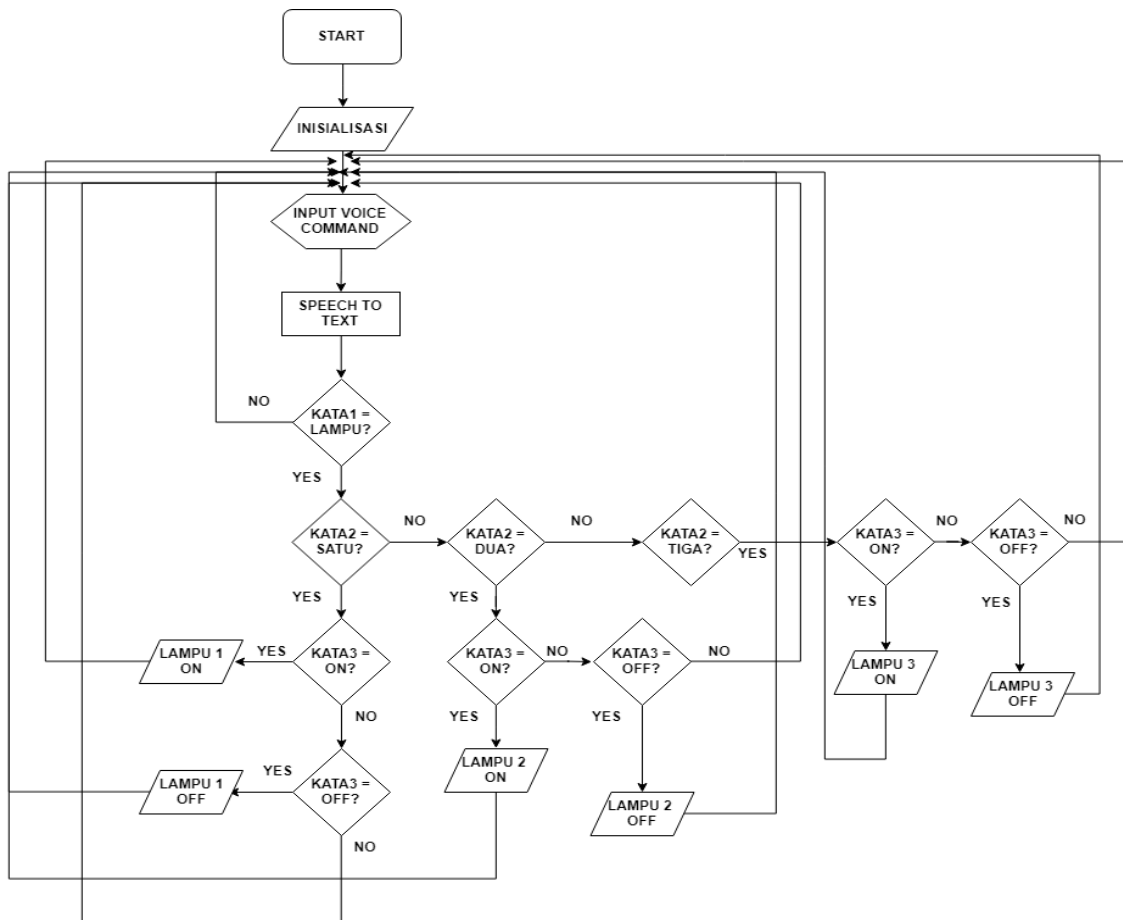 START
INISIALISASI
INPUT VOICE
COMMAND
SPEECH TO
TEXT
NO
KATA1 =
LAMPU?
YES
KATA2 =
SATU?
NO
KATA2 =
DUA?
NO
KATA2 =
TIGA?
YES
KATA3 =
ON?
NO
KATA3 =
OFF?
NO
YES
YES
YES
YES
LAMPU 1
ON
YES
KATA3 =
ON?
KATA3 =
ON?
NO
KATA3 =
OFF?
NO
LAMPU 3
ON
LAMPU 3
OFF
NO
YES
YES
LAMPU 1
OFF
YES
KATA3 =
OFF?
LAMPU 2
ON
LAMPU 2
OFF
NO